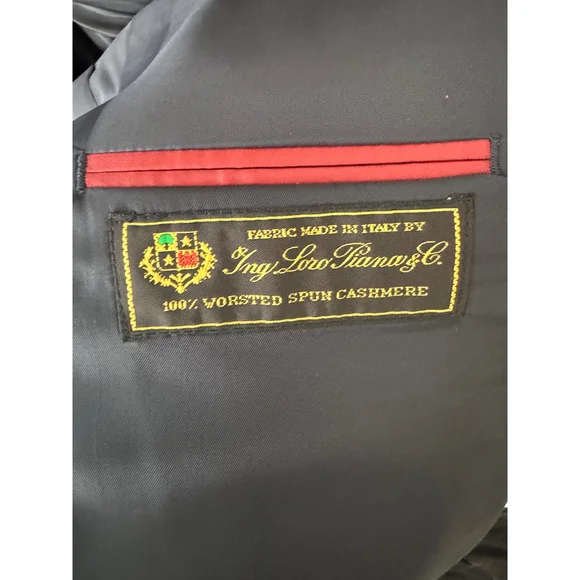 FABRIC MADE IN ITALY BY
Ing. Loro Piana & C.
100% WORSTED SPUN CASHMERE